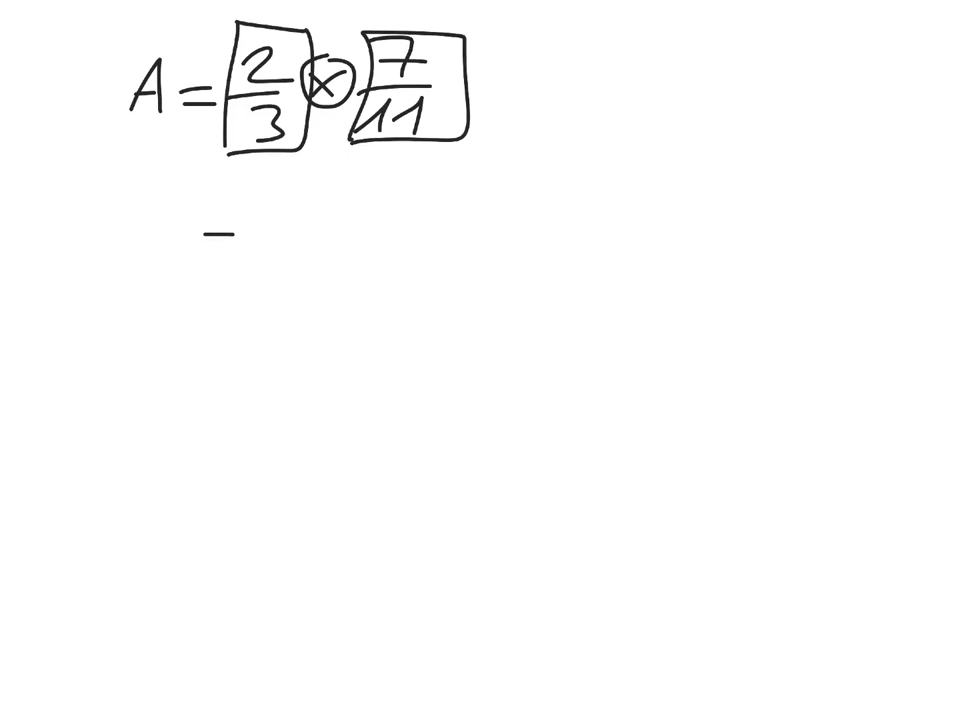 A = 2/3 × 7/11
–